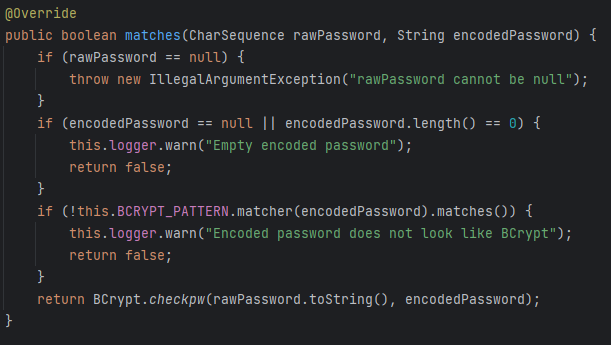 @Override
public boolean matches(CharSequence rawPassword, String encodedPassword) {
    if (rawPassword == null) {
        throw new IllegalArgumentException("rawPassword cannot be null");
    }
    if (encodedPassword == null || encodedPassword.length() == 0) {
        this.logger.warn("Empty encoded password");
        return false;
    }
    if (!this.BCRYPT_PATTERN.matcher(encodedPassword).matches()) {
        this.logger.warn("Encoded password does not look like BCrypt");
        return false;
    }
    return BCrypt.checkpw(rawPassword.toString(), encodedPassword);
}